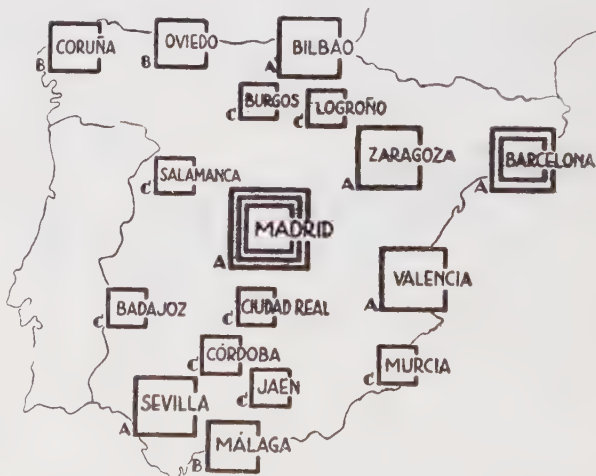 CORUÑA
B
OVIEDO
B
BILBAO
A
BURGOS
C
LOGROÑO
C
ZARAGOZA
A
BARCELONA
A
SALAMANCA
C
MADRID
A
VALENCIA
A
BADAJOZ
C
CIUDAD REAL
C
CÓRDOBA
C
MURCIA
C
JAÉN
C
SEVILLA
A
MÁLAGA
B